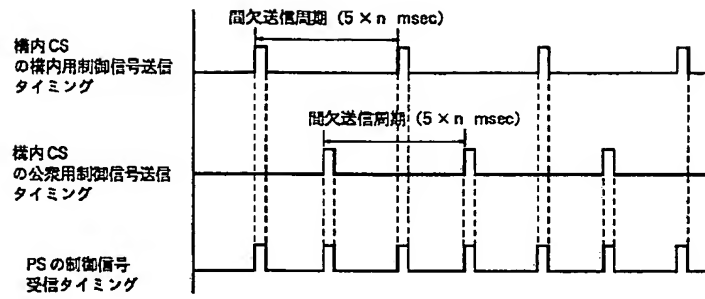 間欠送信周期 (5×n msec)
構内CS
の構内用制御信号送信
タイミング
間欠送信周期 (5×n msec)
構内CS
の公衆用制御信号送信
タイミング
PSの制御信号
受信タイミング